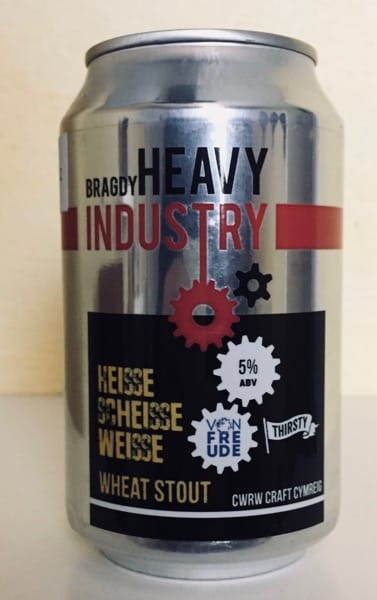 BRAGDY HEAVY
INDUSTRY
5%
ABV
HEISSE
SCHEISSE
WEISSE
VON
FRE
UDE
THIRSTY
WHEAT STOUT
CWRW CRAFT CYMREIG